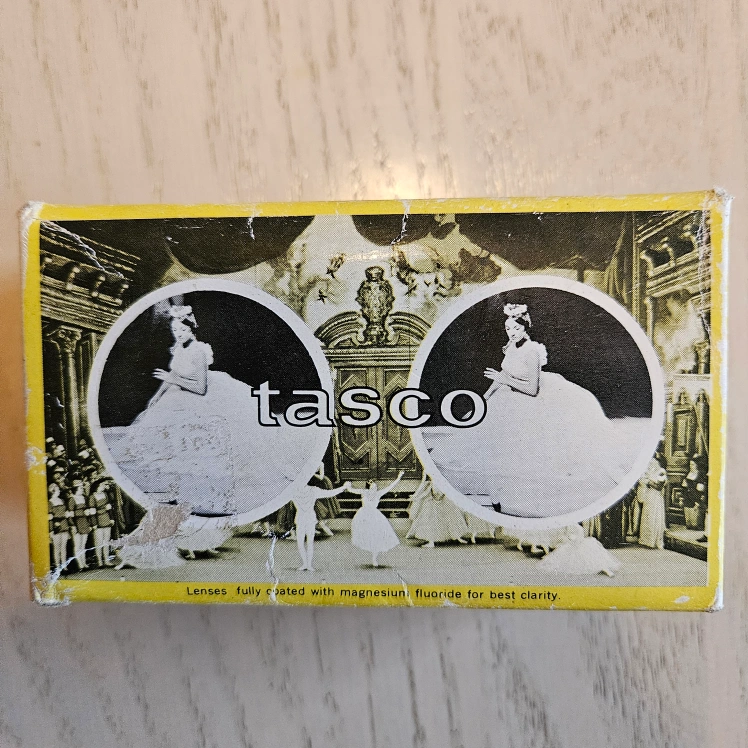 tasco
Lenses fully coated with magnesium fluoride for best clarity.